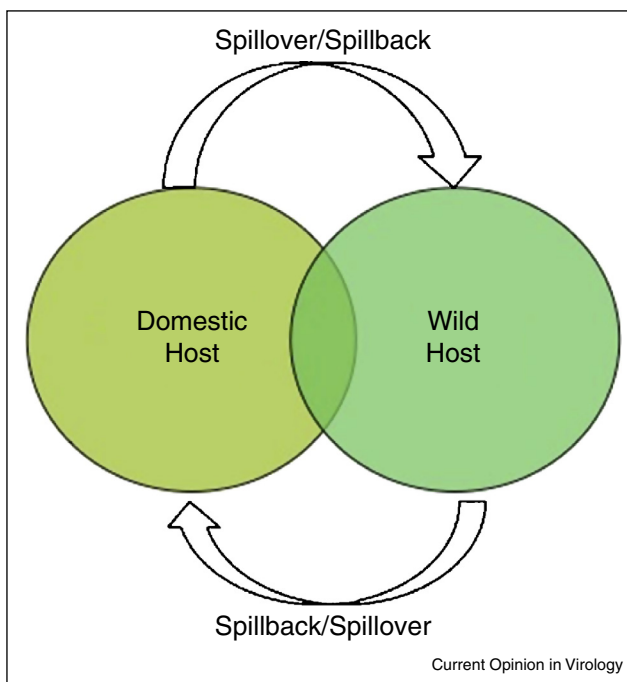 Spillover/Spillback
Domestic
Host
Wild
Host
Spillback/Spillover
Current Opinion in Virology